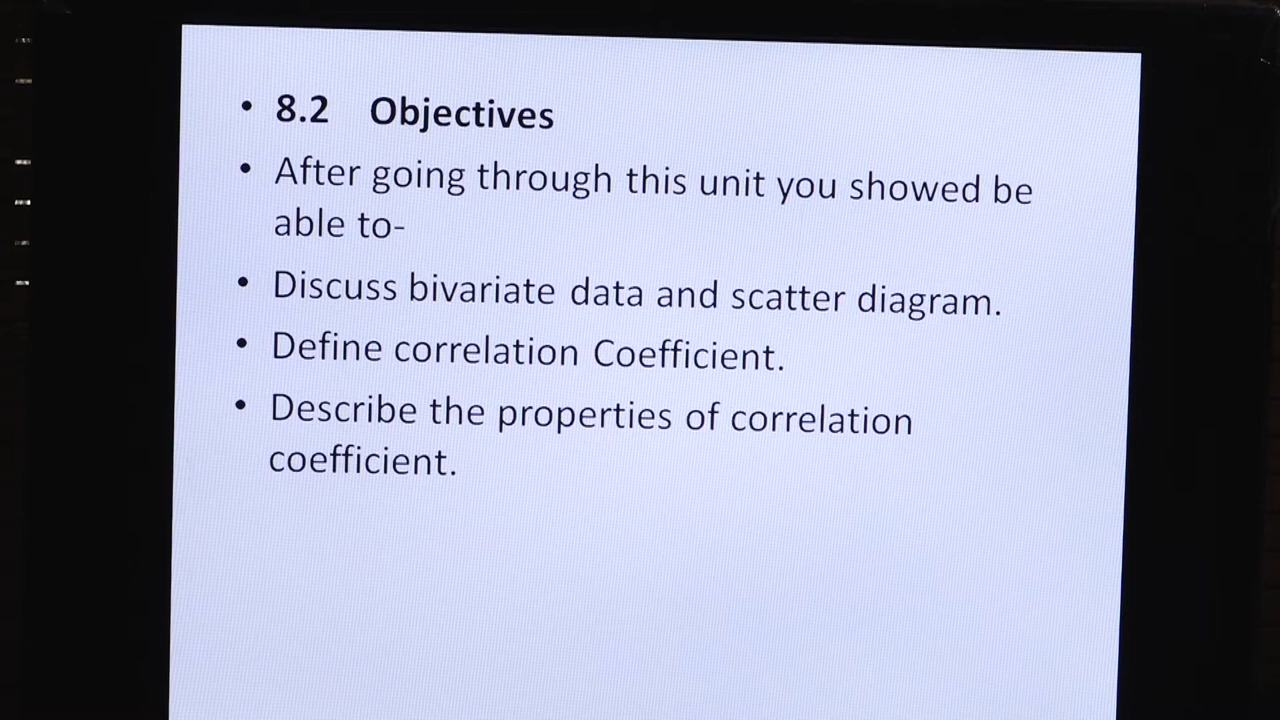 • 8.2 Objectives
• After going through this unit you showed be
able to-
• Discuss bivariate data and scatter diagram.
• Define correlation Coefficient.
• Describe the properties of correlation
coefficient.